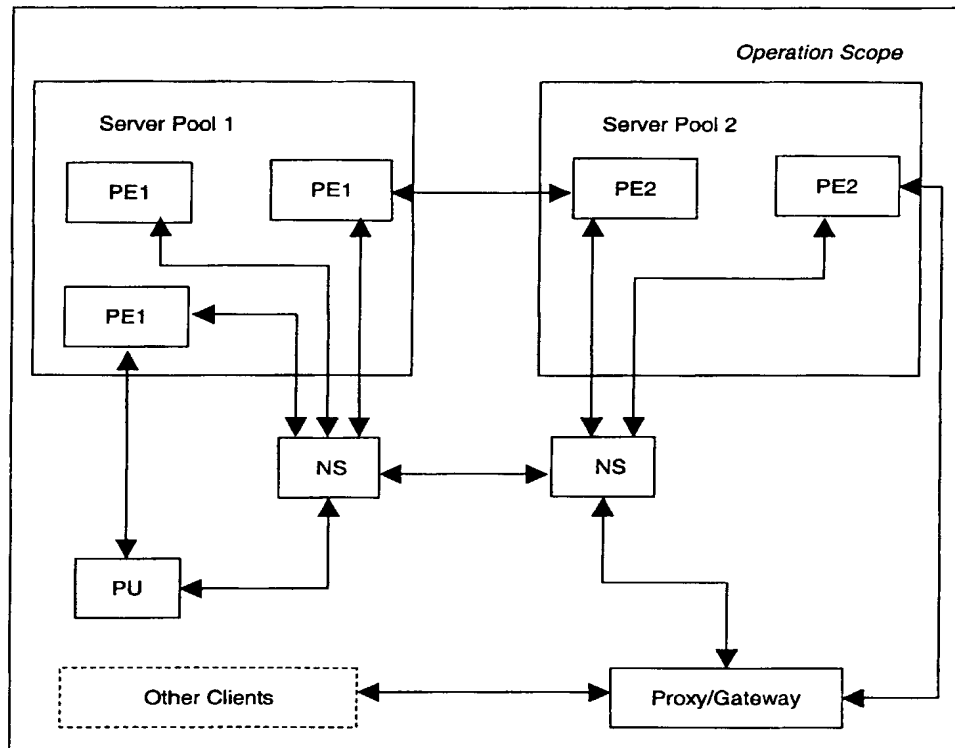 Operation Scope
Server Pool 1
Server Pool 2
PE1
PE1
PE2
PE2
PE1
NS
NS
PU
Other Clients
Proxy/Gateway